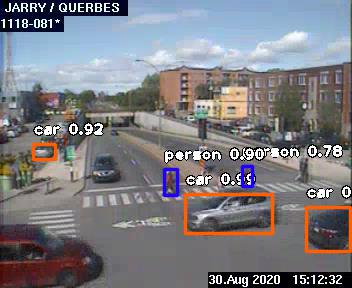 JARRY / QUERBES
1118-081*
car 0.92
person 0.90
person 0.78
car 0.99
car 0
30.Aug 2020 15:12:32